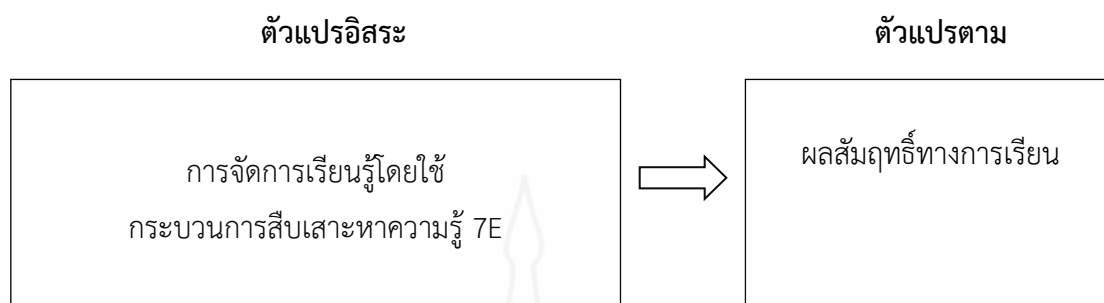 ตัวแปรอิสระ
ตัวแปรตาม
การจัดการเรียนรู้โดยใช้
กระบวนการสืบเสาะหาความรู้ 7E
ผลสัมฤทธิ์ทางการเรียน